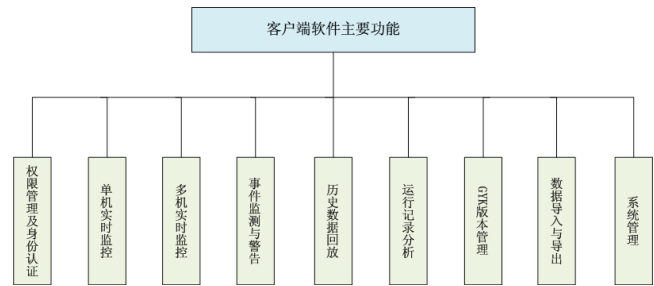 客户端软件主要功能
权限管理及身份认证
单机实时监控
多机实时监控
事件监测与警告
历史数据回放
运行记录分析
GYK版本管理
数据导入与导出
系统管理